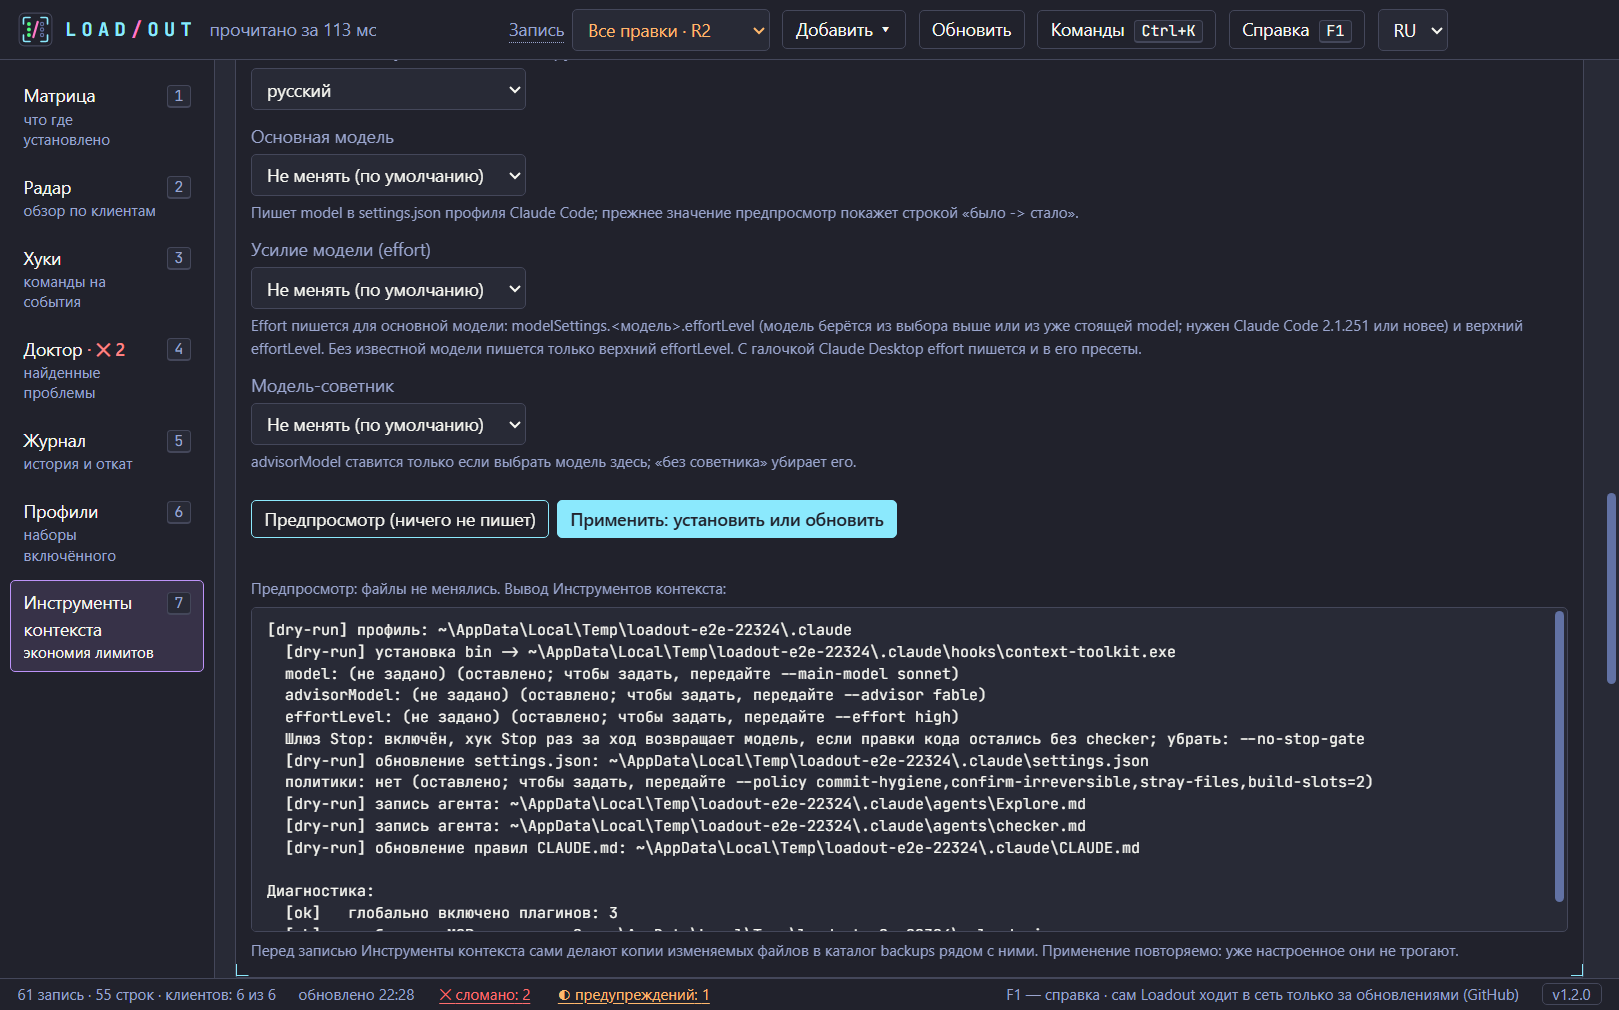 LOAD/OUT прочитано за 113 мс Запись Все правки · R2 Добавить ▾ Обновить Команды Ctrl+K Справка F1 RU
Матрица 1
что где
установлено
Радар 2
обзор по клиентам
Хуки 3
команды на
события
Доктор · ✕ 2 4
найденные
проблемы
Журнал 5
история и откат
Профили 6
наборы
включённого
Инструменты 7
контекста
экономия лимитов
русский
Основная модель
Не менять (по умолчанию)
Пишет model в settings.json профиля Claude Code; прежнее значение предпросмотр покажет строкой «было -> стало».
Усилие модели (effort)
Не менять (по умолчанию)
Effort пишется для основной модели: modelSettings.<модель>.effortLevel (модель берётся из выбора выше или из уже стоящей model; нужен Claude Code 2.1.251 или новее) и верхний
effortLevel. Без известной модели пишется только верхний effortLevel. С галочкой Claude Desktop effort пишется и в его пресеты.
Модель-советник
Не менять (по умолчанию)
advisorModel ставится только если выбрать модель здесь; «без советника» убирает его.
Предпросмотр (ничего не пишет) Применить: установить или обновить
Предпросмотр: файлы не менялись. Вывод Инструментов контекста:
[dry-run] профиль: ~\AppData\Local\Temp\loadout-e2e-22324\.claude
[dry-run] установка bin -> ~\AppData\Local\Temp\loadout-e2e-22324\.claude\hooks\context-toolkit.exe
model: (не задано) (оставлено; чтобы задать, передайте --main-model sonnet)
advisorModel: (не задано) (оставлено; чтобы задать, передайте --advisor fable)
effortLevel: (не задано) (оставлено; чтобы задать, передайте --effort high)
Шлюз Stop: включён, хук Stop раз за ход возвращает модель, если правки кода остались без checker; убрать: --no-stop-gate
[dry-run] обновление settings.json: ~\AppData\Local\Temp\loadout-e2e-22324\.claude\settings.json
политики: нет (оставлено; чтобы задать, передайте --policy commit-hygiene,confirm-irreversible,stray-files,build-slots=2)
[dry-run] запись агента: ~\AppData\Local\Temp\loadout-e2e-22324\.claude\agents\Explore.md
[dry-run] запись агента: ~\AppData\Local\Temp\loadout-e2e-22324\.claude\agents\checker.md
[dry-run] обновление правил CLAUDE.md: ~\AppData\Local\Temp\loadout-e2e-22324\.claude\CLAUDE.md
Диагностика:
[ok] глобально включено плагинов: 3
Перед записью Инструменты контекста сами делают копии изменяемых файлов в каталог backups рядом с ними. Применение повторяемо: уже настроенное они не трогают.
61 запись · 55 строк · клиентов: 6 из 6 обновлено 22:28 ✕ сломано: 2 ◐ предупреждений: 1 F1 — справка · сам Loadout ходит в сеть только за обновлениями (GitHub) v1.2.0